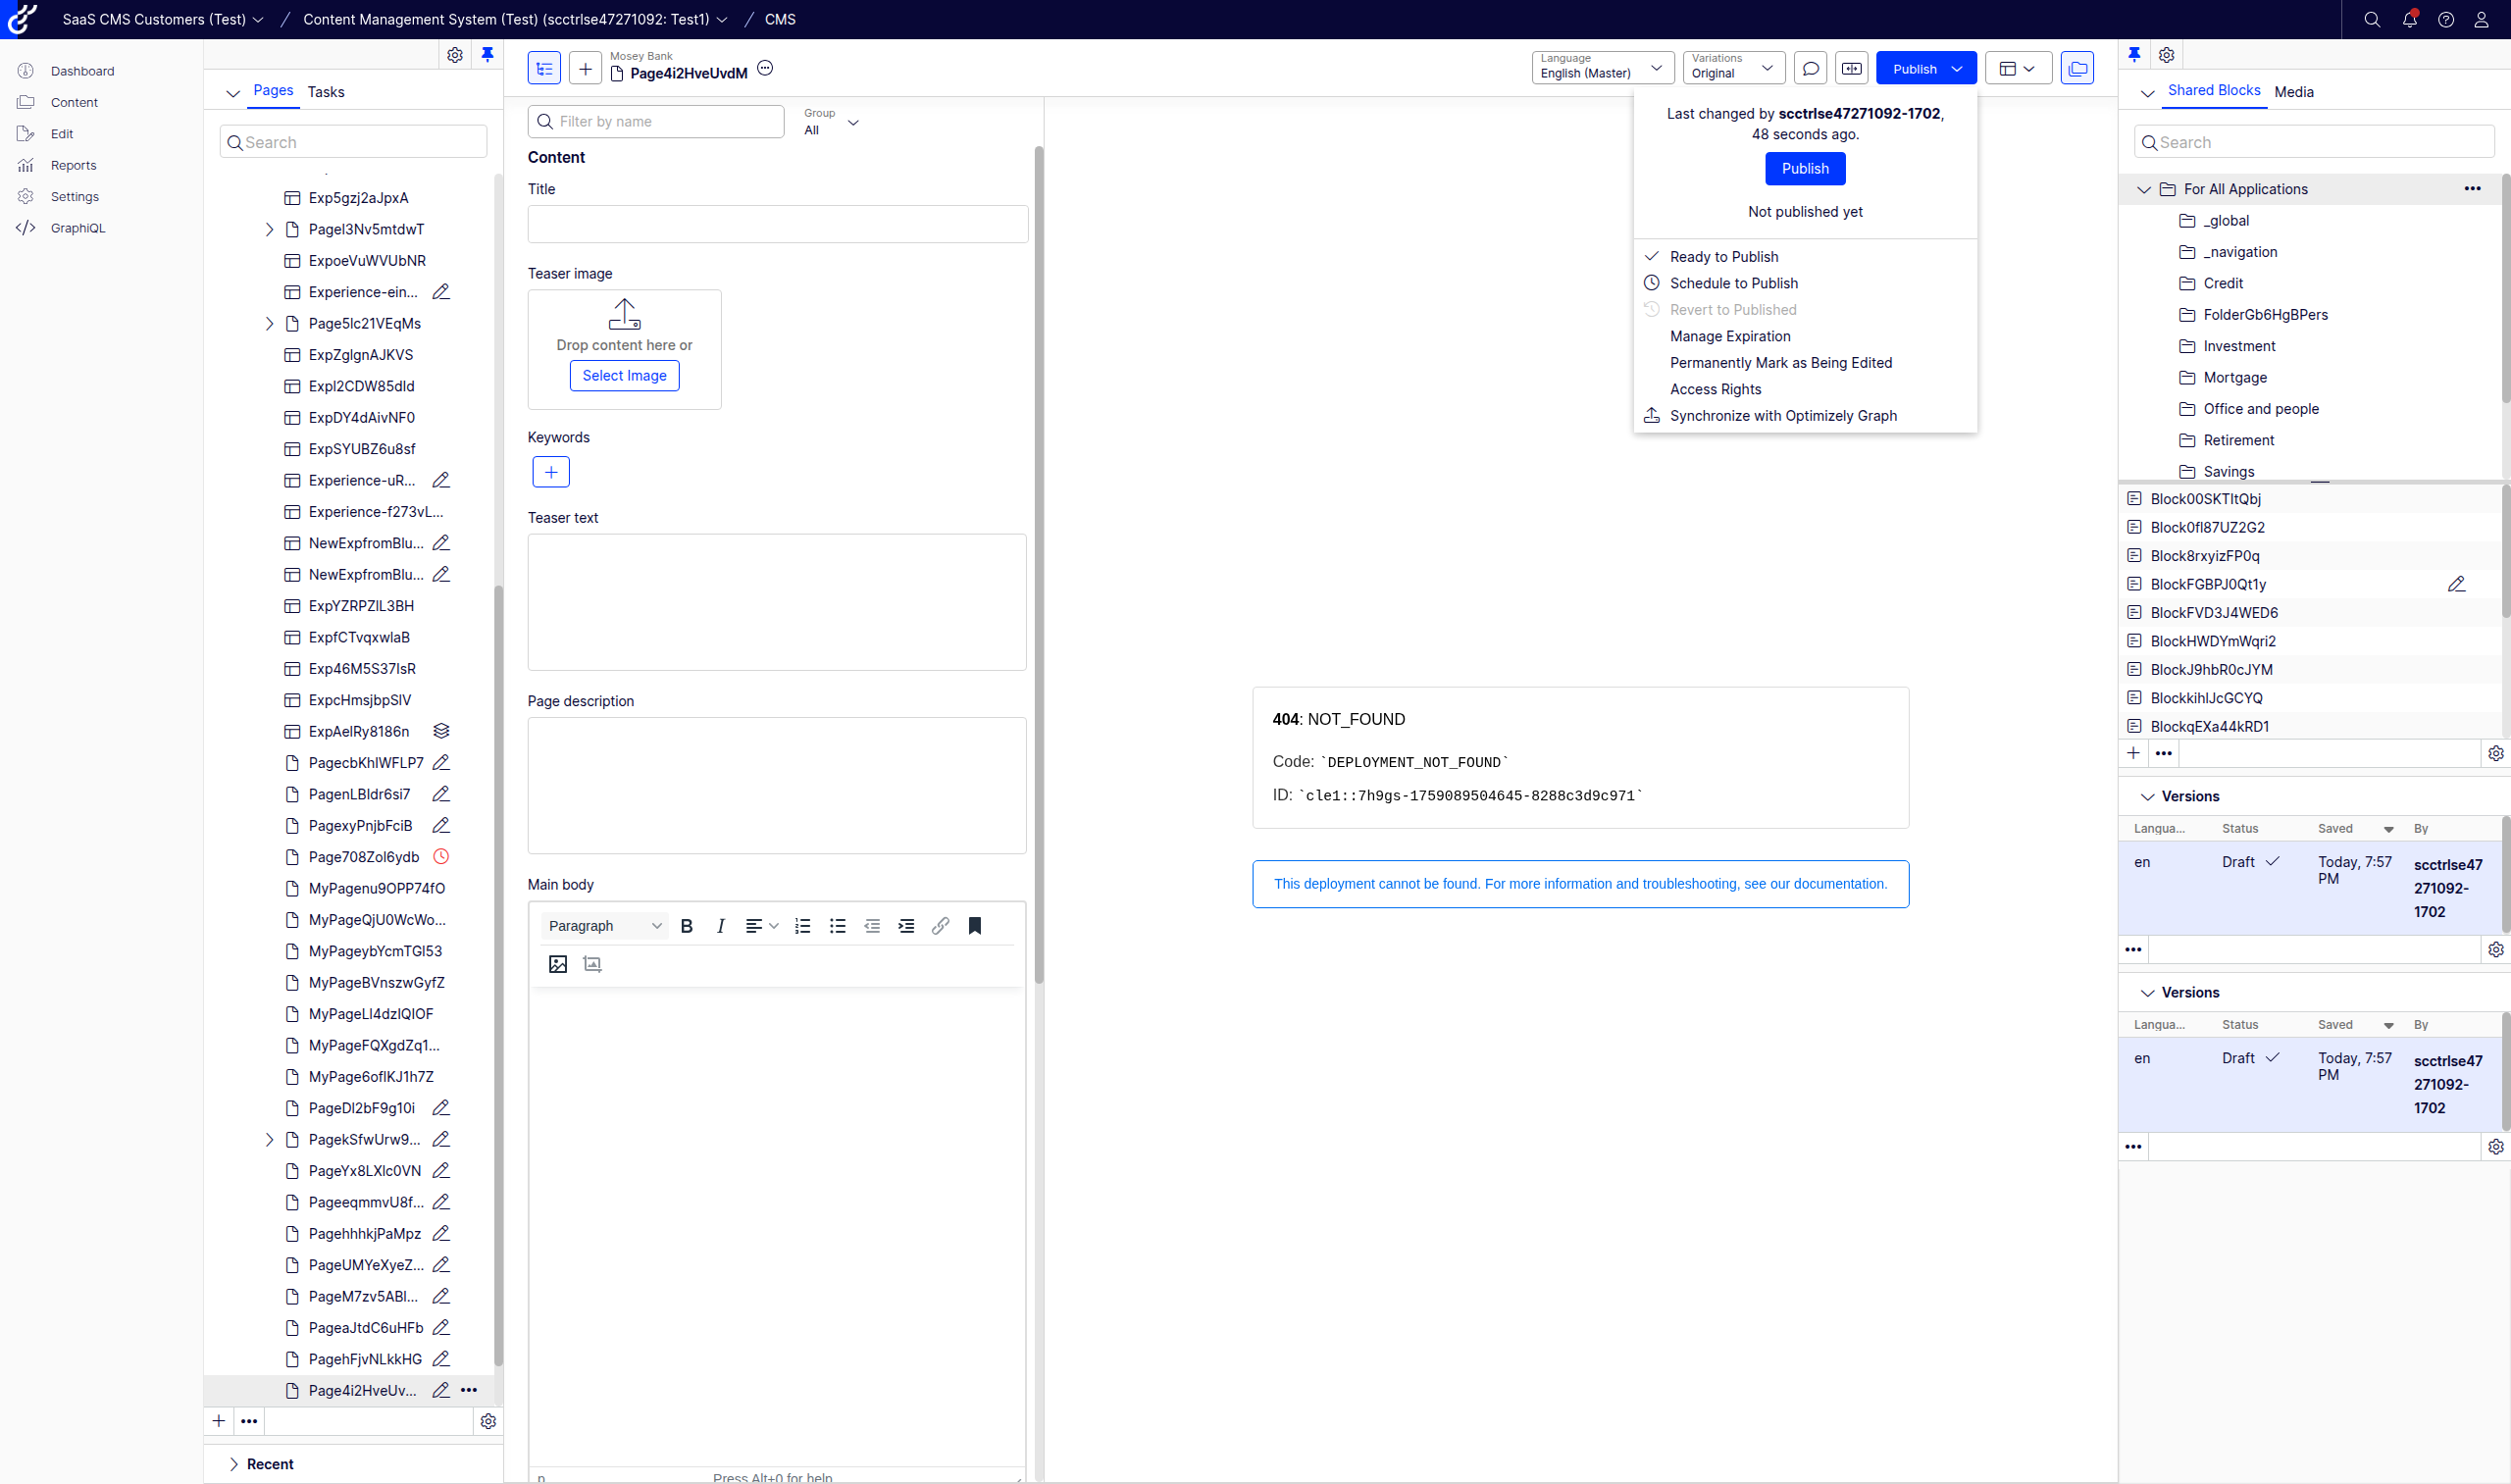 SaaS CMS Customers (Test) / Content Management System (Test) (scctrlse47271092: Test1) / CMS
Dashboard
Content
Edit
Reports
Settings
GraphiQL
Pages Tasks
Search
Exp5gzj2aJpxA
PageI3Nv5mtdwT
ExpoeVuWVUbNR
Experience-ein...
Page5lc21VEqMs
ExpZglgnAJKVS
ExpI2CDW85dId
ExpDY4dAivNF0
ExpSYUBZ6u8sf
Experience-uR...
Experience-f273vL...
NewExpfromBlu...
NewExpfromBlu...
ExpYZRPZIL3BH
ExpfCTvqxwlaB
Exp46M5S37lsR
ExpcHmsjbpSlV
ExpAelRy8186n
PagecbKhlWFLP7
PagenLBldr6si7
PagexyPnjbFciB
Page708Zol6ydb
MyPagenu9OPP74fO
MyPageQjU0WcWo...
MyPageybYcmTGl53
MyPageBVnszwGyfZ
MyPageLl4dzlQlOF
MyPageFQXgdZq1...
MyPage6oflKJ1h7Z
PageDl2bF9g10i
PagekSfwUrw9...
PageYx8LXlc0VN
PageeqmmvU8f...
PagehhhkjPaMpz
PageUMYeXyeZ...
PageM7zv5ABl...
PageaJtdC6uHFb
PagehFjvNLkkHG
Page4i2HveUv...
Recent
Mosey Bank
Page4i2HveUvdM
Language
English (Master)
Variations
Original
Publish
Filter by name
Group
All
Content
Title
Teaser image
Drop content here or
Select Image
Keywords
Teaser text
Page description
Main body
Paragraph
B I
p
Press Alt+0 for help
Last changed by scctrlse47271092-1702,
48 seconds ago.
Publish
Not published yet
Ready to Publish
Schedule to Publish
Revert to Published
Manage Expiration
Permanently Mark as Being Edited
Access Rights
Synchronize with Optimizely Graph
404: NOT_FOUND
Code: `DEPLOYMENT_NOT_FOUND`
ID: `cle1::7h9gs-1759089504645-8288c3d9c971`
This deployment cannot be found. For more information and troubleshooting, see our documentation.
Shared Blocks Media
Search
For All Applications
_global
_navigation
Credit
FolderGb6HgBPers
Investment
Mortgage
Office and people
Retirement
Savings
Block00SKTItQbj
Block0fl87UZ2G2
Block8rxyizFP0q
BlockFGBPJ0Qt1y
BlockFVD3J4WED6
BlockHWDYmWqri2
BlockJ9hbR0cJYM
BlockkihlJcGCYQ
BlockqEXa44kRD1
Versions
Langua... Status Saved By
en Draft Today, 7:57 PM scctrlse47
271092-
1702
Versions
Langua... Status Saved By
en Draft Today, 7:57 PM scctrlse47
271092-
1702